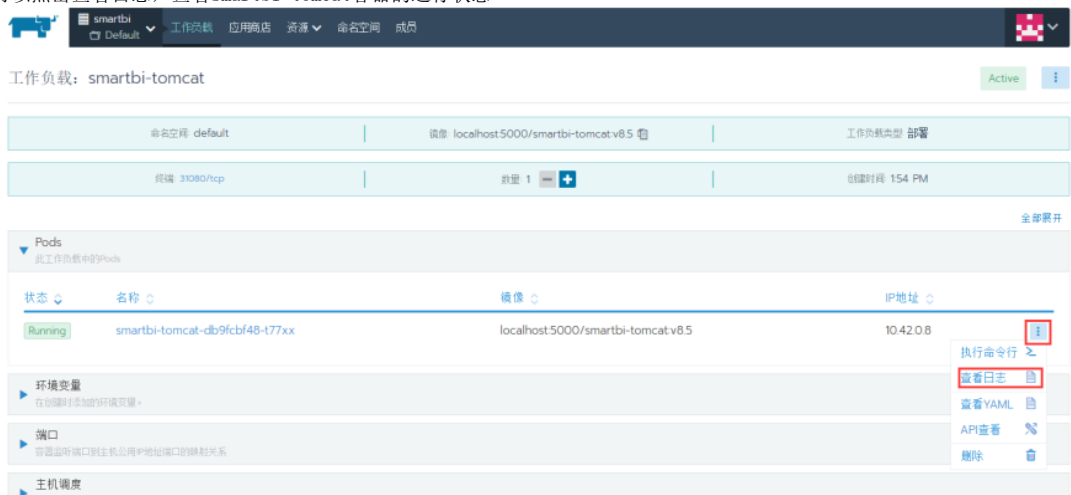 smartbi
Default
工作负载 应用商店 资源 命名空间 成员
工作负载: smartbi-tomcat
Active
命名空间: default
镜像: localhost:5000/smartbi-tomcat:v8.5
工作负载类型: 部署
终端: 31080/tcp
数量: 1
创建时间: 1:54 PM
全部展开
Pods
此工作负载中的Pods
状态 名称 镜像 IP地址
Running smartbi-tomcat-db9fcbf48-t77xx localhost:5000/smartbi-tomcat:v8.5 10.42.0.8
执行命令行
查看日志
查看YAML
API查看
删除
环境变量
在创建时添加的环境变量。
端口
容器监听端口到主机公用IP地址端口的映射关系
主机调度